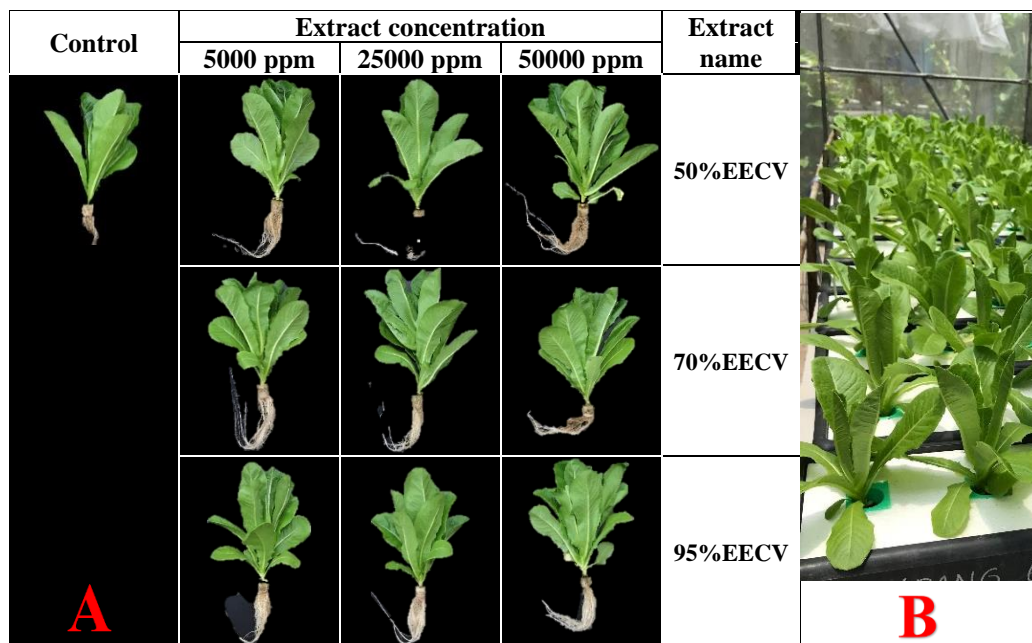 Control
Extract concentration
Extract
name
5000 ppm
25000 ppm
50000 ppm
50%EECV
70%EECV
95%EECV
A
B